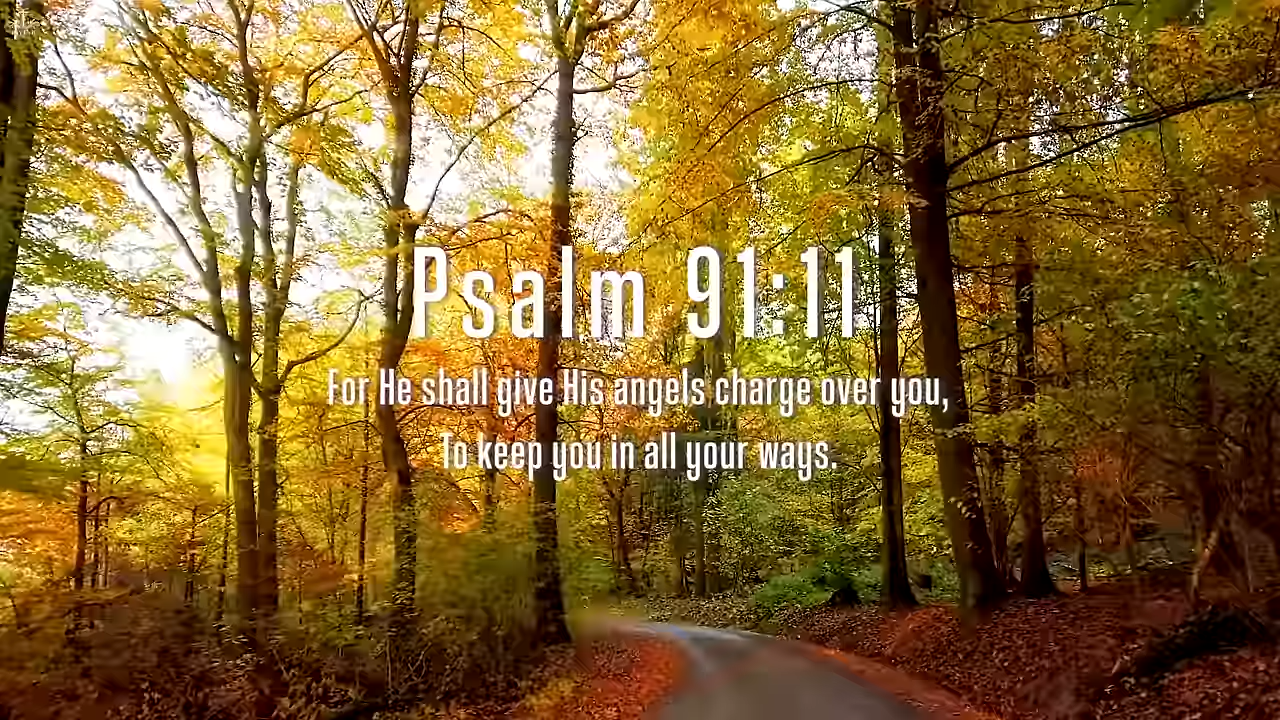 Psalm 91:11
For He shall give His angels charge over you,
To keep you in all your ways.